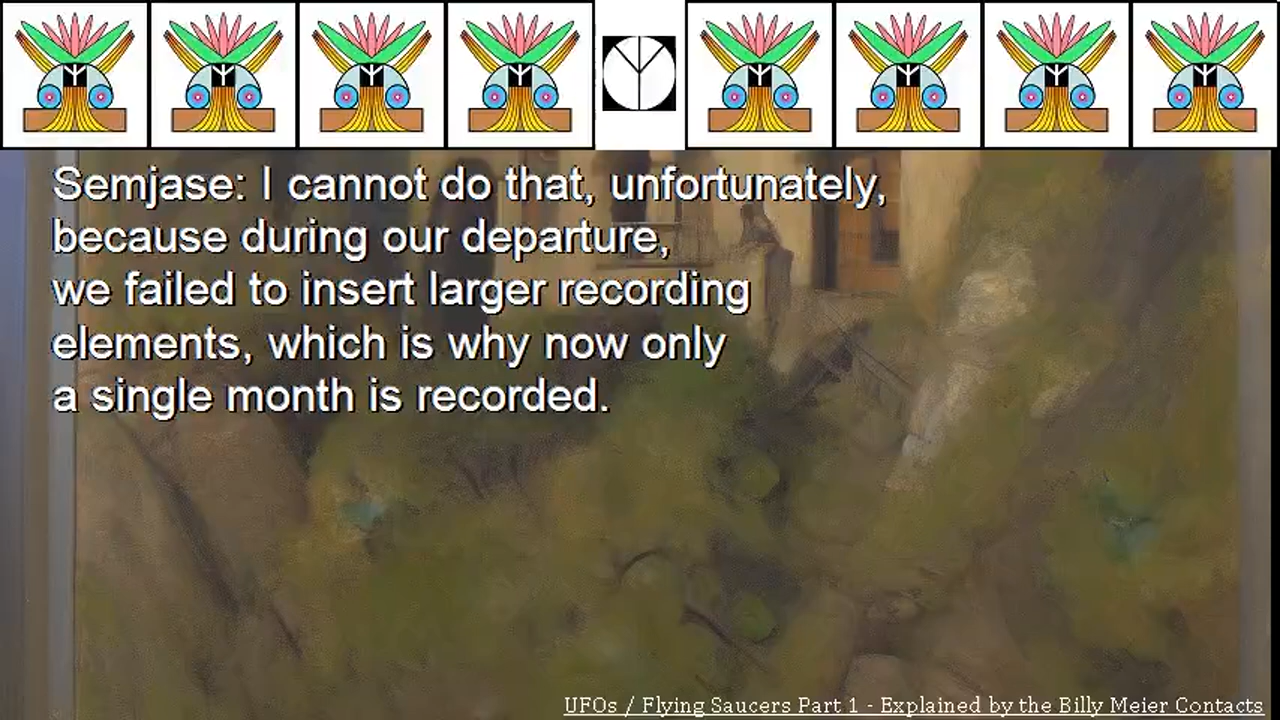 Semjase: I cannot do that, unfortunately,
because during our departure,
we failed to insert larger recording
elements, which is why now only
a single month is recorded.
UFOs / Flying Saucers Part 1 - Explained by the Billy Meier Contacts